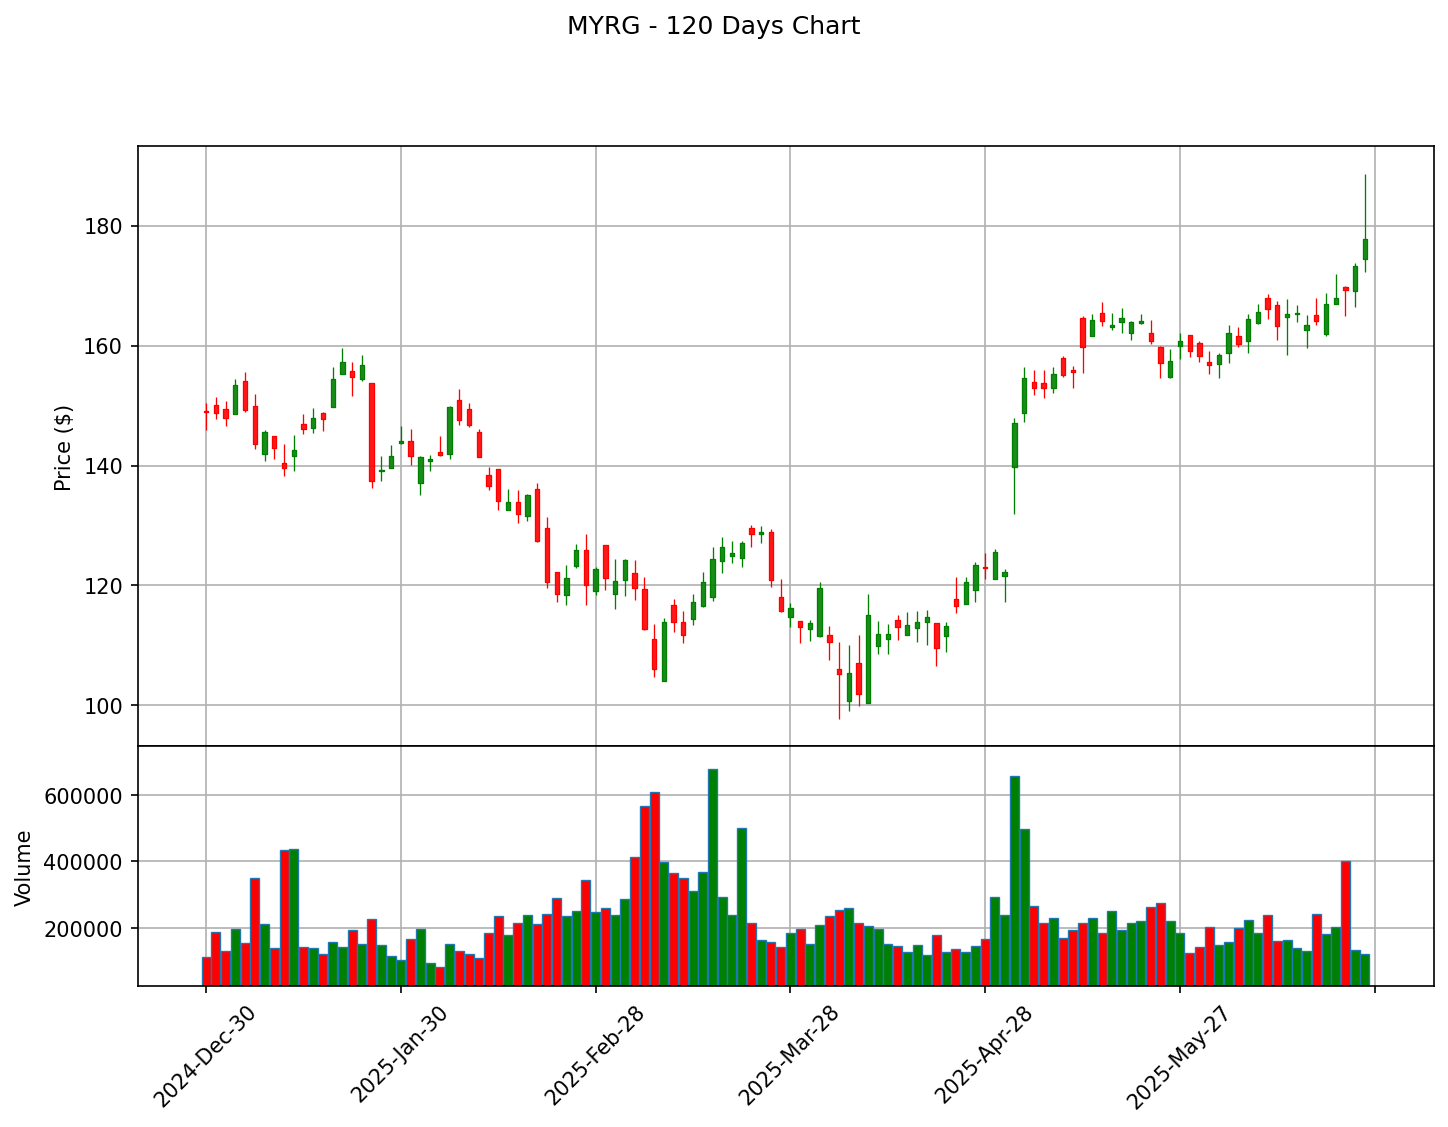 MYRG - 120 Days Chart
180
160
140
120
100
Price ($)
600000
400000
200000
Volume
2024-Dec-30
2025-Jan-30
2025-Feb-28
2025-Mar-28
2025-Apr-28
2025-May-27